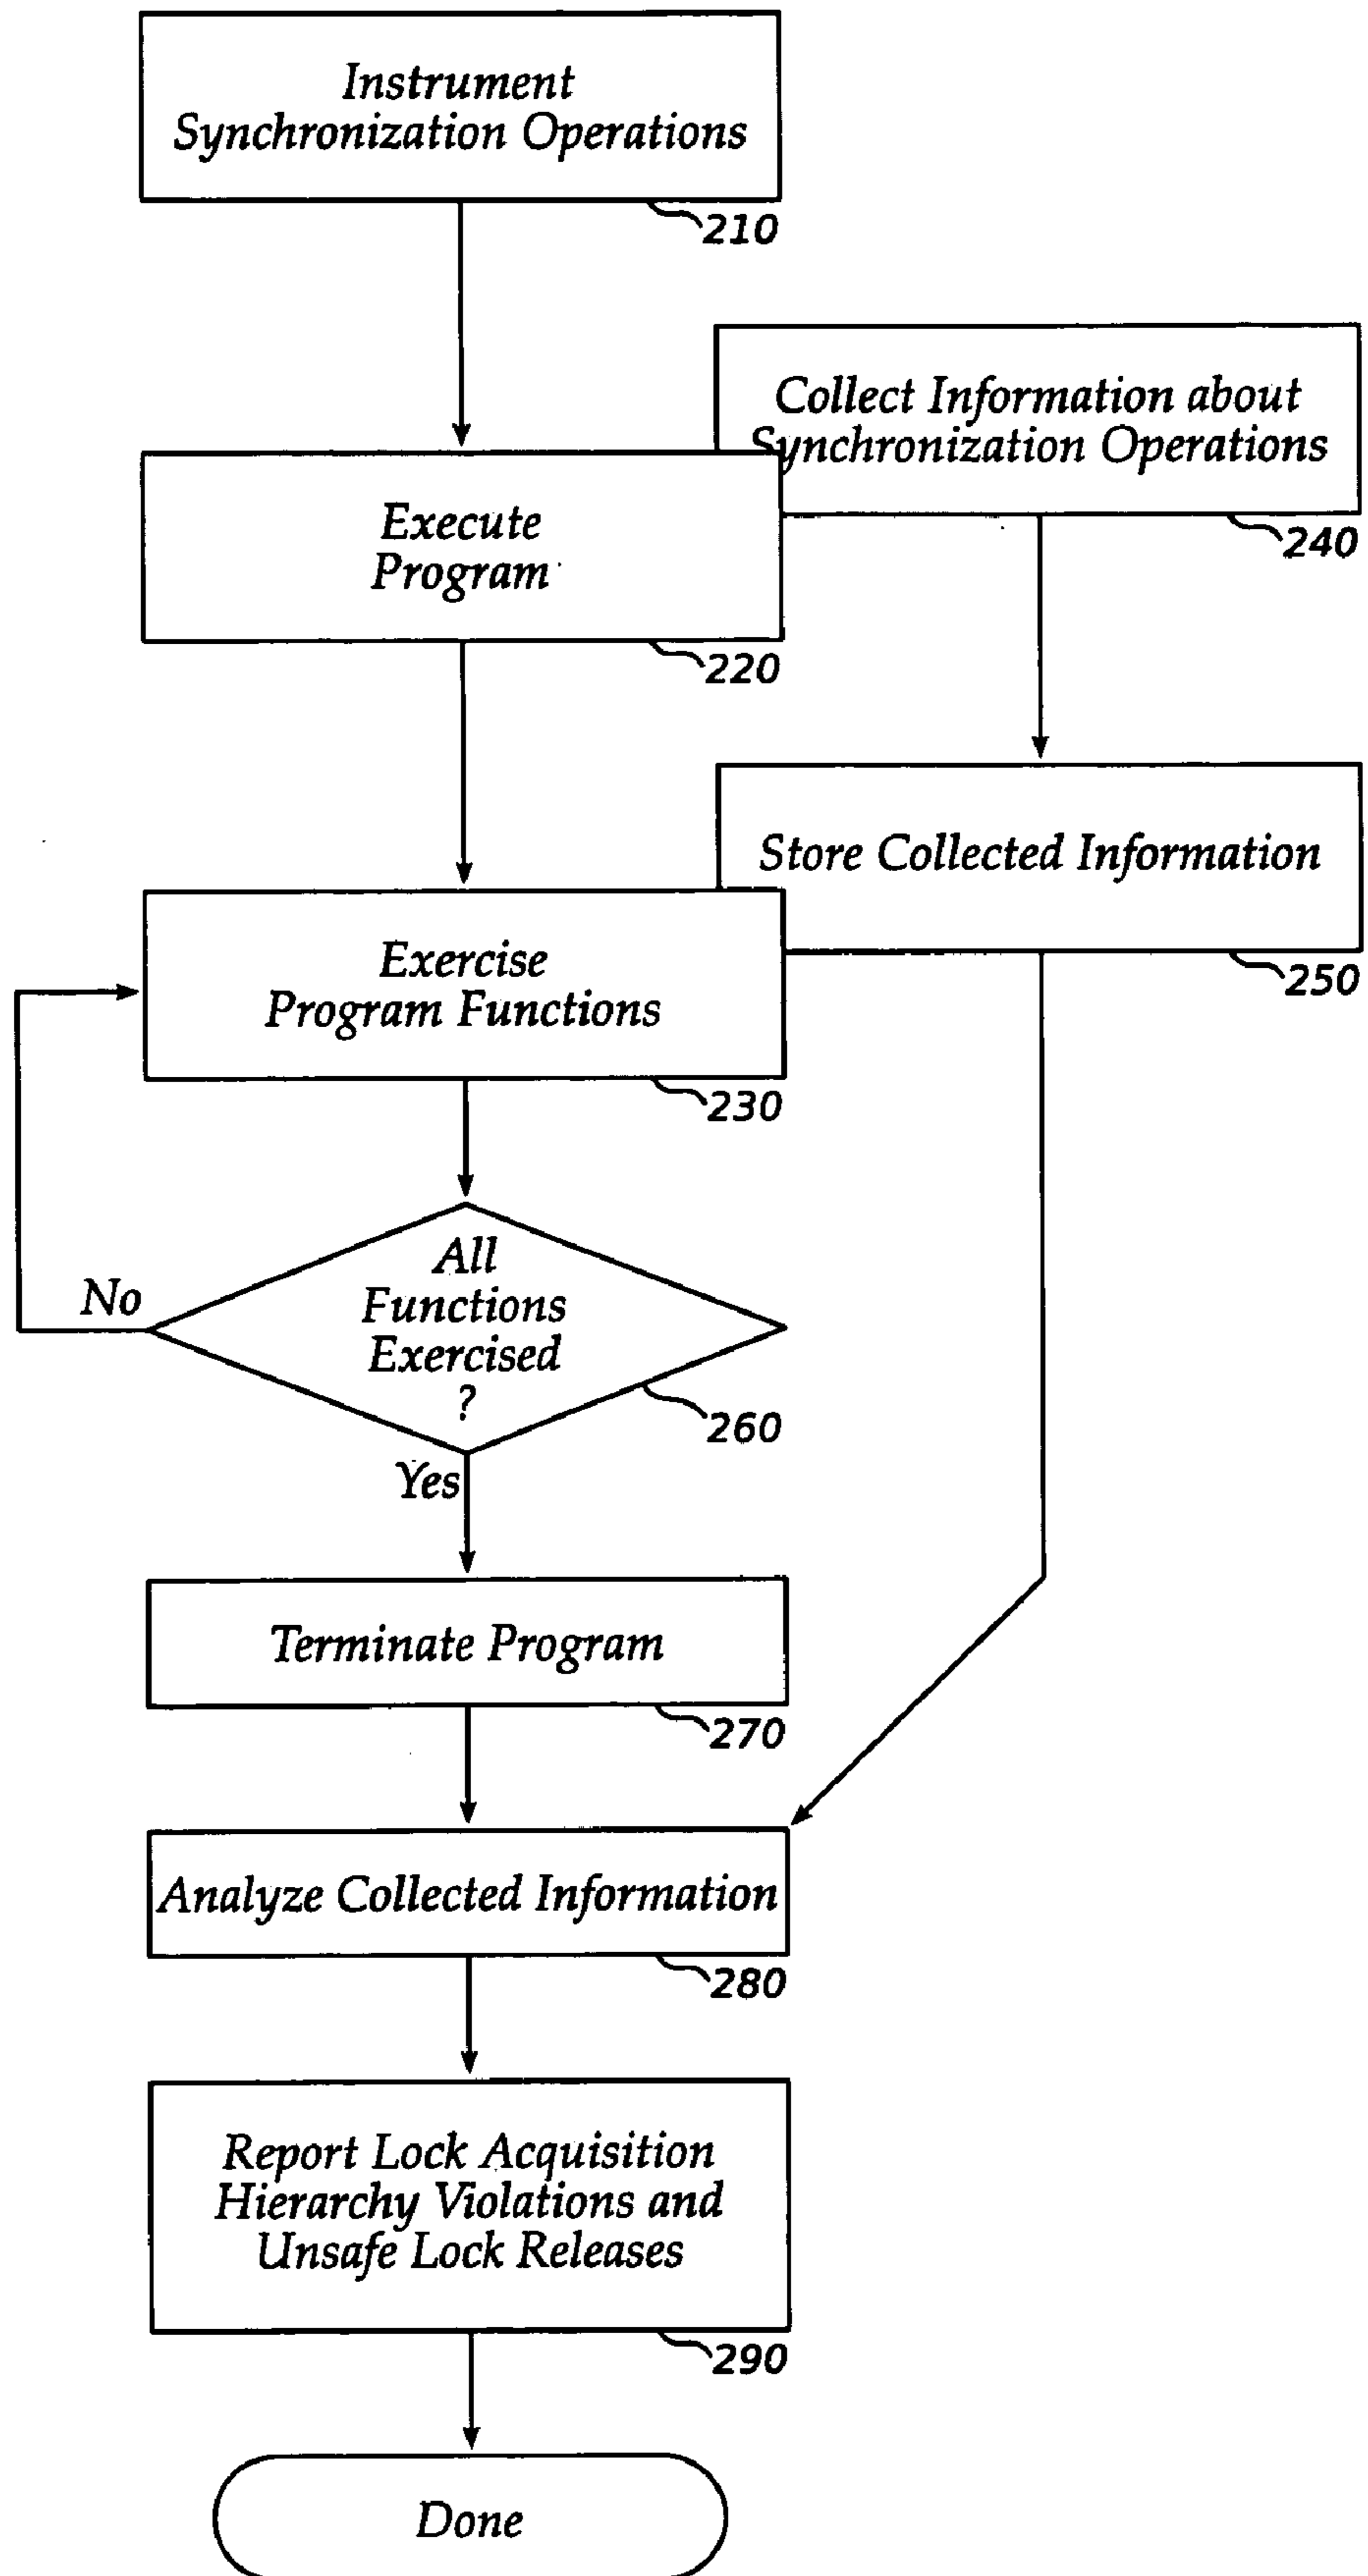 Instrument
Synchronization Operations
210
Collect Information about
Synchronization Operations
240
Execute
Program
220
Store Collected Information
250
Exercise
Program Functions
230
All
Functions
Exercised
?
No
260
Yes
Terminate Program
270
Analyze Collected Information
280
Report Lock Acquisition
Hierarchy Violations and
Unsafe Lock Releases
290
Done